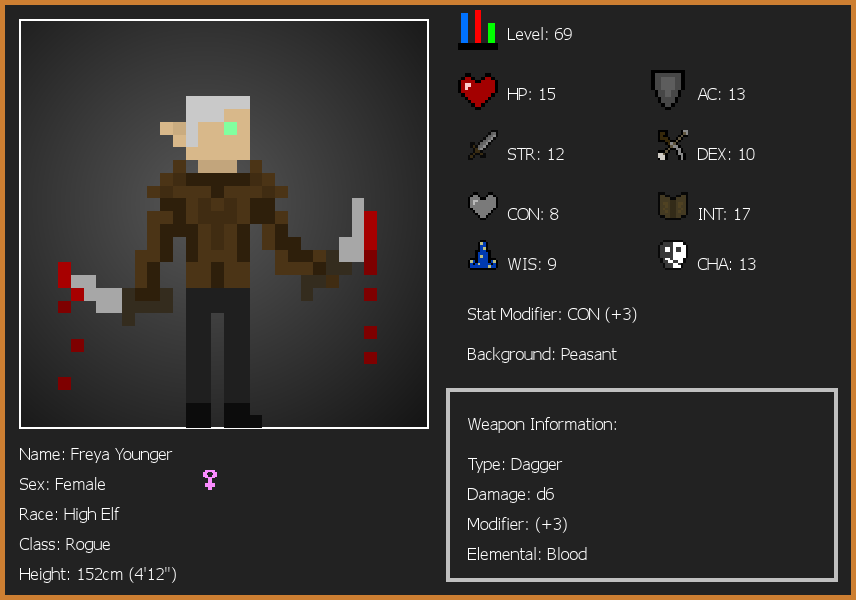 Level: 69
HP: 15
AC: 13
STR: 12
DEX: 10
CON: 8
INT: 17
WIS: 9
CHA: 13
Stat Modifier: CON (+3)
Background: Peasant
Weapon Information:
Type: Dagger
Damage: d6
Modifier: (+3)
Elemental: Blood
Name: Freya Younger
Sex: Female
Race: High Elf
Class: Rogue
Height: 152cm (4'12")